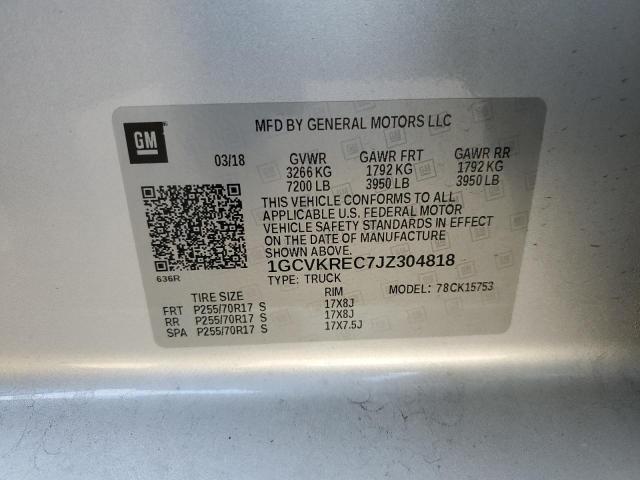 GM
MFD BY GENERAL MOTORS LLC
03/18 GVWR GAWR FRT GAWR RR
3266 KG 1792 KG 1792 KG
7200 LB 3950 LB 3950 LB
THIS VEHICLE CONFORMS TO ALL
APPLICABLE U.S. FEDERAL MOTOR
VEHICLE SAFETY STANDARDS IN EFFECT
ON THE DATE OF MANUFACTURE
SHOWN ABOVE.
1GCVKREC7JZ304818
636R
TYPE: TRUCK MODEL: 78CK15753
TIRE SIZE RIM
FRT P255/70R17 S 17X8J
RR P255/70R17 S 17X8J
SPA P255/70R17 S 17X7.5J